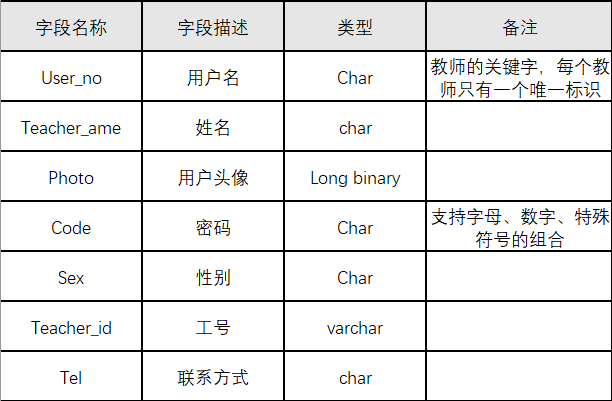 字段名称 字段描述 类型 备注
User_no 用户名 Char 教师的关键字，每个教
师只有一个唯一标识
Teacher_ame 姓名 char
Photo 用户头像 Long binary
Code 密码 Char 支持字母、数字、特殊
符号的组合
Sex 性别 Char
Teacher_id 工号 varchar
Tel 联系方式 char